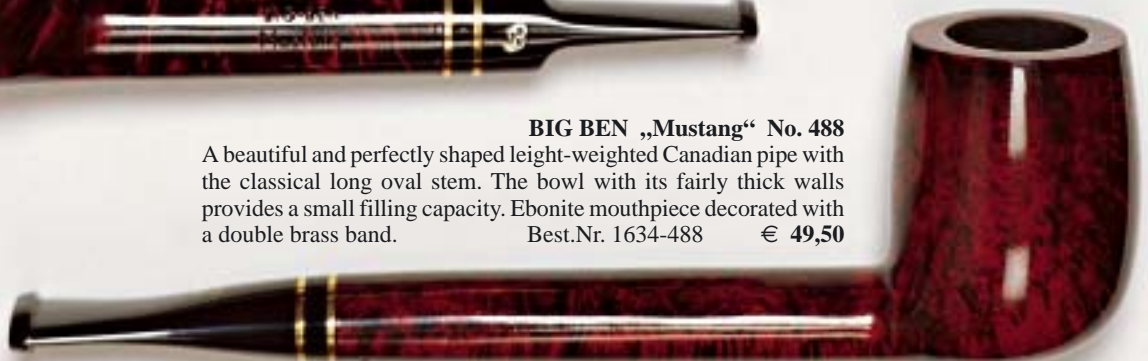 BIG BEN „Mustang“ No. 488
A beautiful and perfectly shaped leight-weighted Canadian pipe with
the classical long oval stem. The bowl with its fairly thick walls
provides a small filling capacity. Ebonite mouthpiece decorated with
a double brass band. Best.Nr. 1634-488 € 49,50